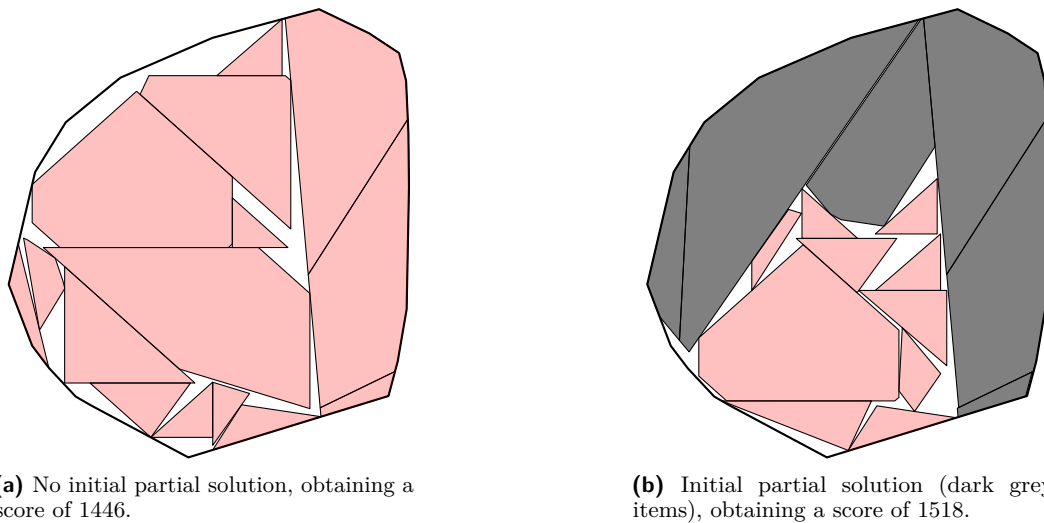 (a) No initial partial solution, obtaining a
score of 1446.
(b) Initial partial solution (dark grey
items), obtaining a score of 1518.